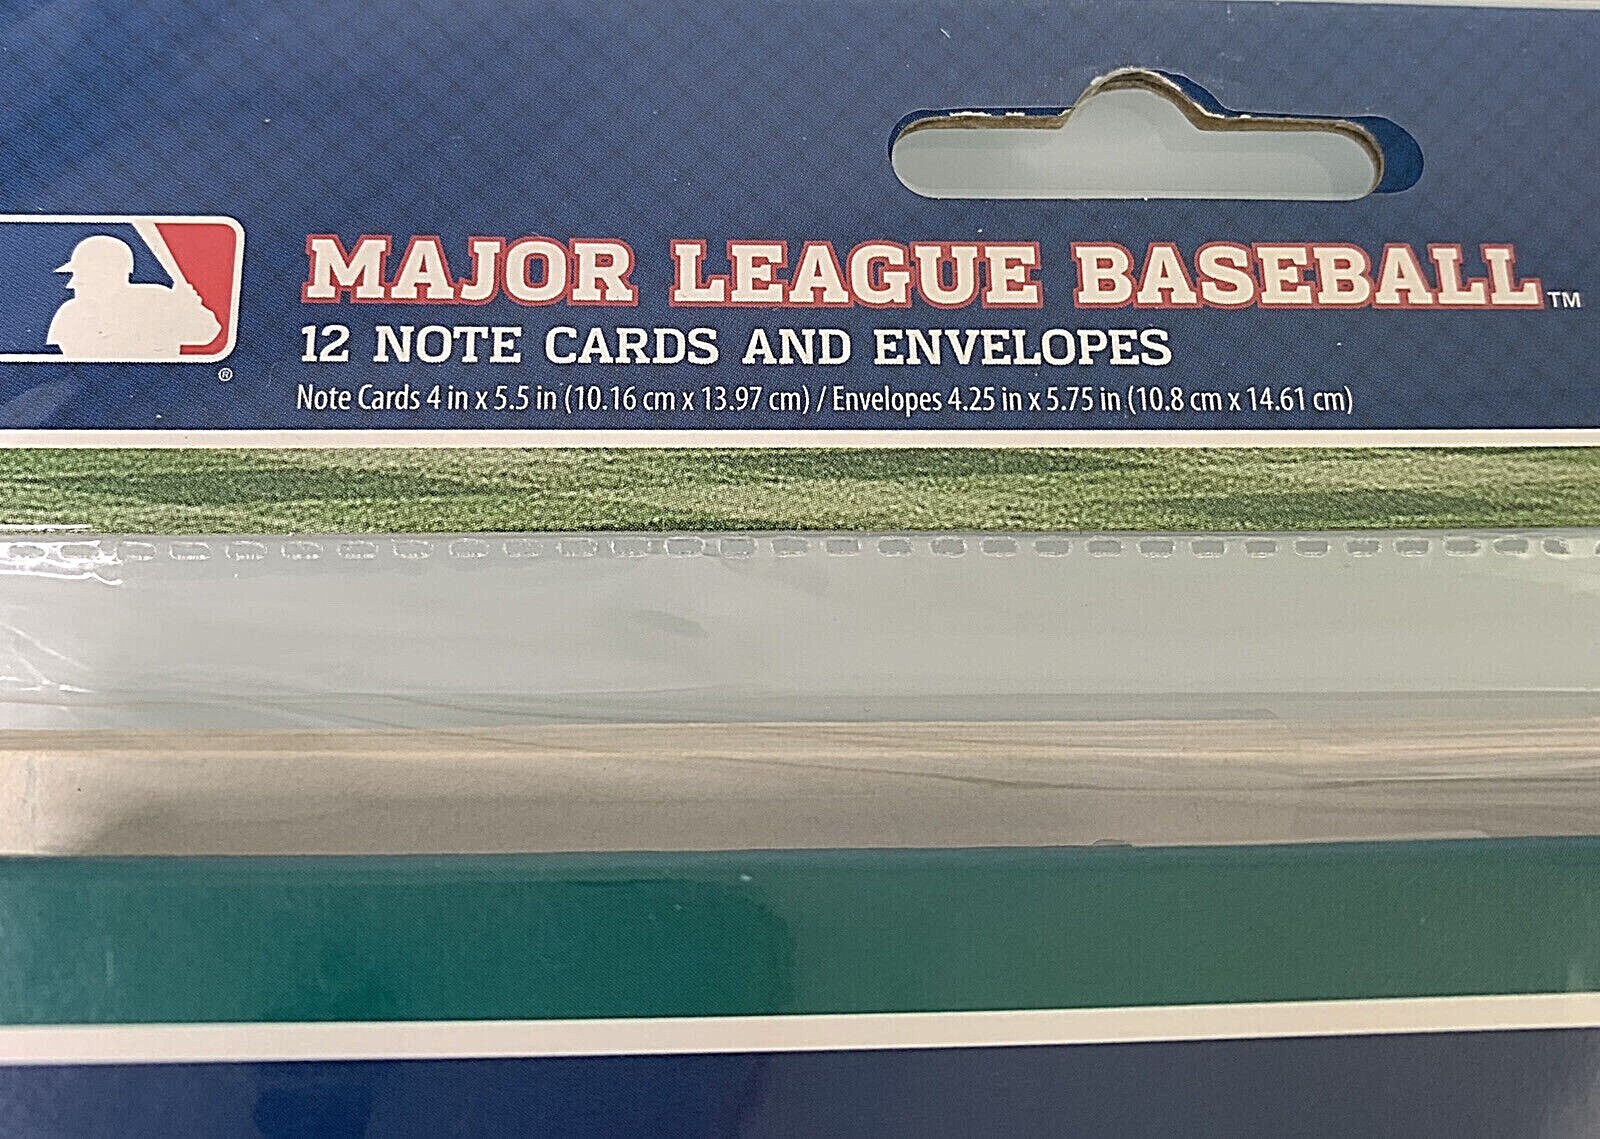 MAJOR LEAGUE BASEBALL™
12 NOTE CARDS AND ENVELOPES
®
Note Cards 4 in x 5.5 in (10.16 cm x 13.97 cm) / Envelopes 4.25 in x 5.75 in (10.8 cm x 14.61 cm)